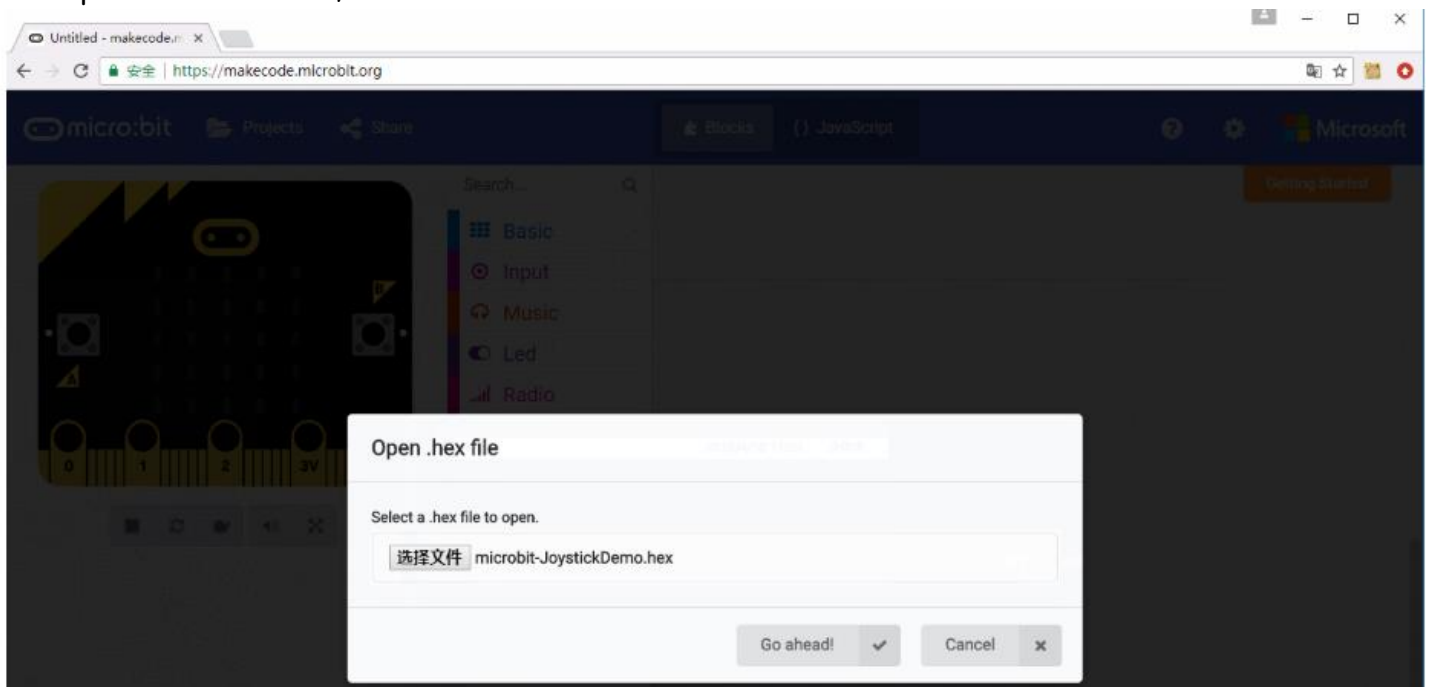 Untitled - makecode.m
安全 | https://makecode.microbit.org
micro:bit Projects Share Blocks {} JavaScript Microsoft
Search... Getting Started
Basic
Input
Music
Led
Radio
B
A
0 1 2 3V
Open .hex file
Select a .hex file to open.
选择文件 microbit-JoystickDemo.hex
Go ahead! Cancel